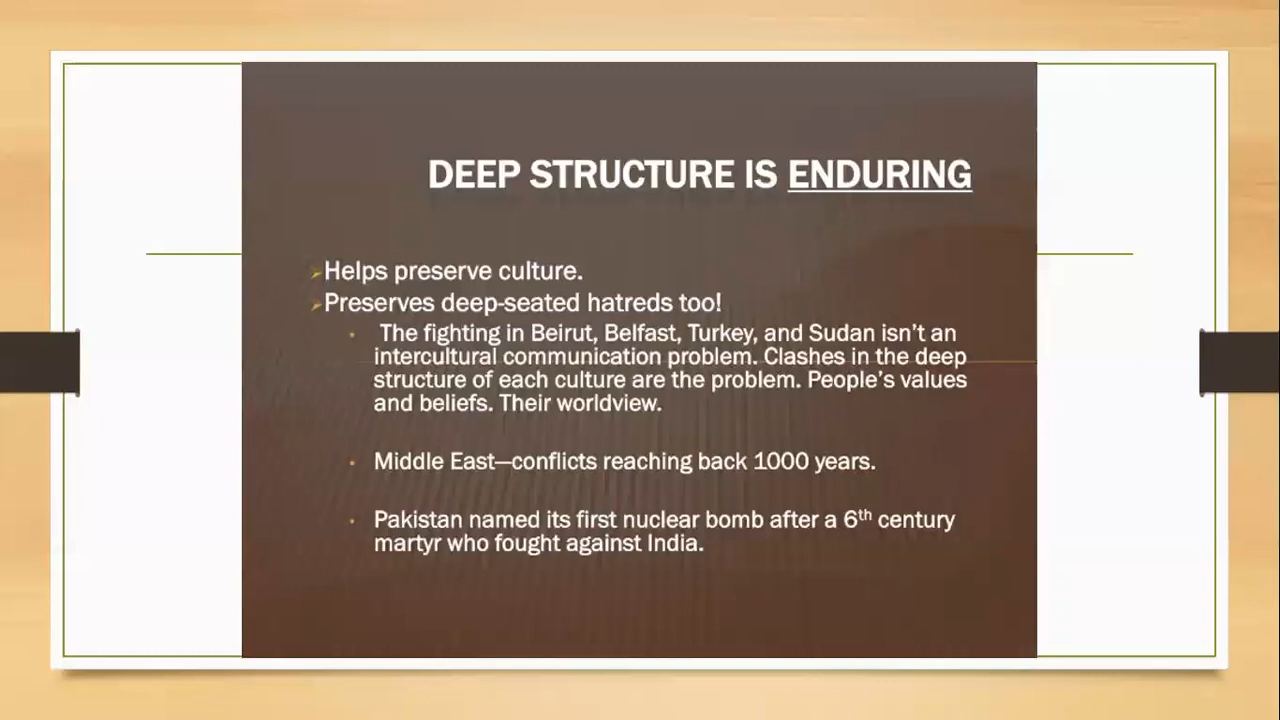 DEEP STRUCTURE IS ENDURING
Helps preserve culture.
Preserves deep-seated hatreds too!
The fighting in Beirut, Belfast, Turkey, and Sudan isn’t an
intercultural communication problem. Clashes in the deep
structure of each culture are the problem. People’s values
and beliefs. Their worldview.
Middle East—conflicts reaching back 1000 years.
Pakistan named its first nuclear bomb after a 6th century
martyr who fought against India.